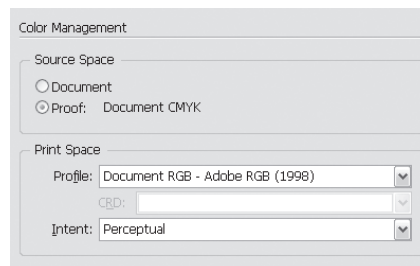 Color Management
Source Space
Document
Proof: Document CMYK
Print Space
Profile: Document RGB - Adobe RGB (1998)
CRD:
Intent: Perceptual